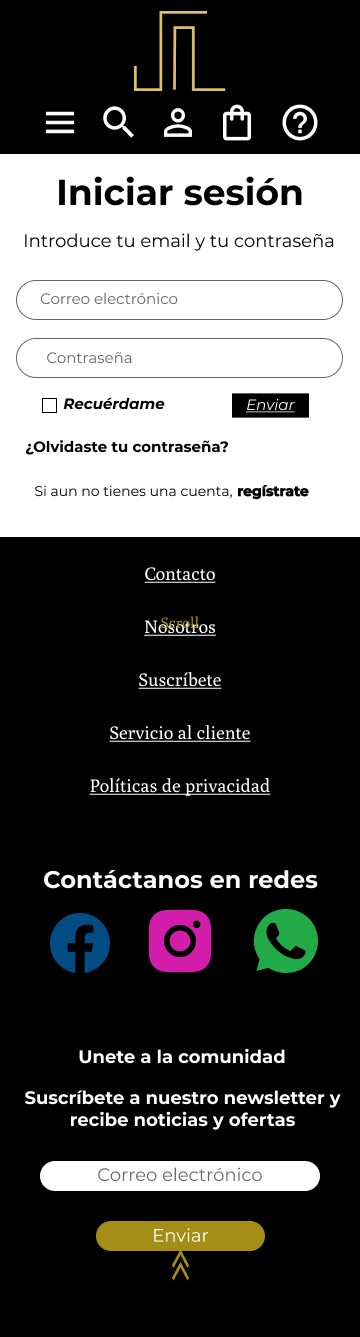 Iniciar sesión
Introduce tu email y tu contraseña
Correo electrónico
Contraseña
Recuérdame
Enviar
¿Olvidaste tu contraseña?
Si aun no tienes una cuenta, regístrate
Contacto
Scroll
Nosotros
Suscríbete
Servicio al cliente
Políticas de privacidad
Contáctanos en redes
Unete a la comunidad
Suscríbete a nuestro newsletter y
recibe noticias y ofertas
Correo electrónico
Enviar